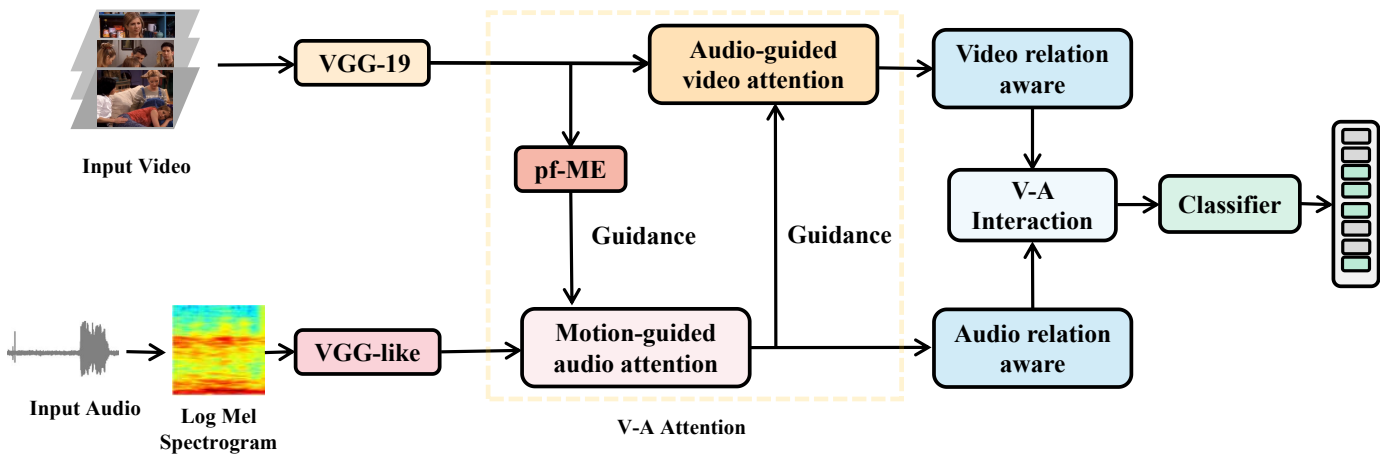 Input Video
VGG-19
Audio-guided
video attention
Video relation
aware
pf-ME
Guidance
Guidance
V-A
Interaction
Classifier
Input Audio
Log Mel
Spectrogram
VGG-like
Motion-guided
audio attention
Audio relation
aware
V-A Attention